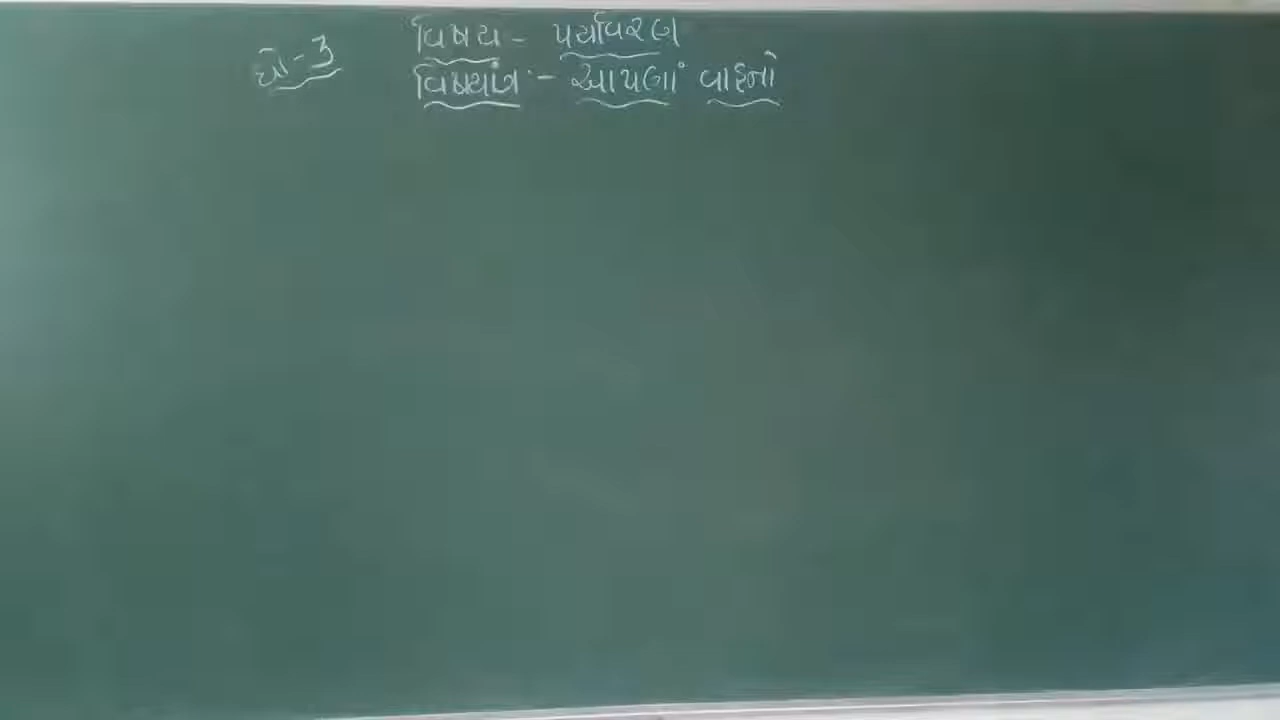 ધો-3
વિષય - પર્યાવરણ
વિષયાંગ :- આપણાં વાહનો